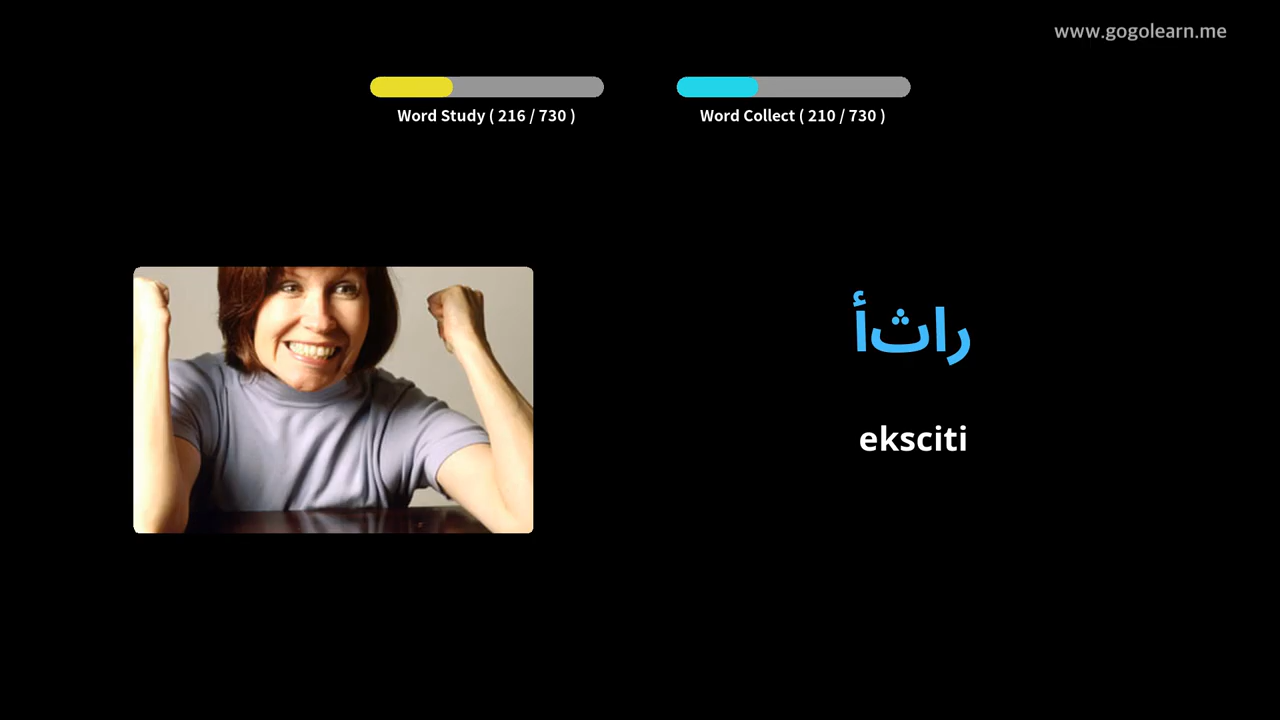 www.gogolearn.me
Word Study ( 216 / 730 )
Word Collect ( 210 / 730 )
راثأ
eksciti